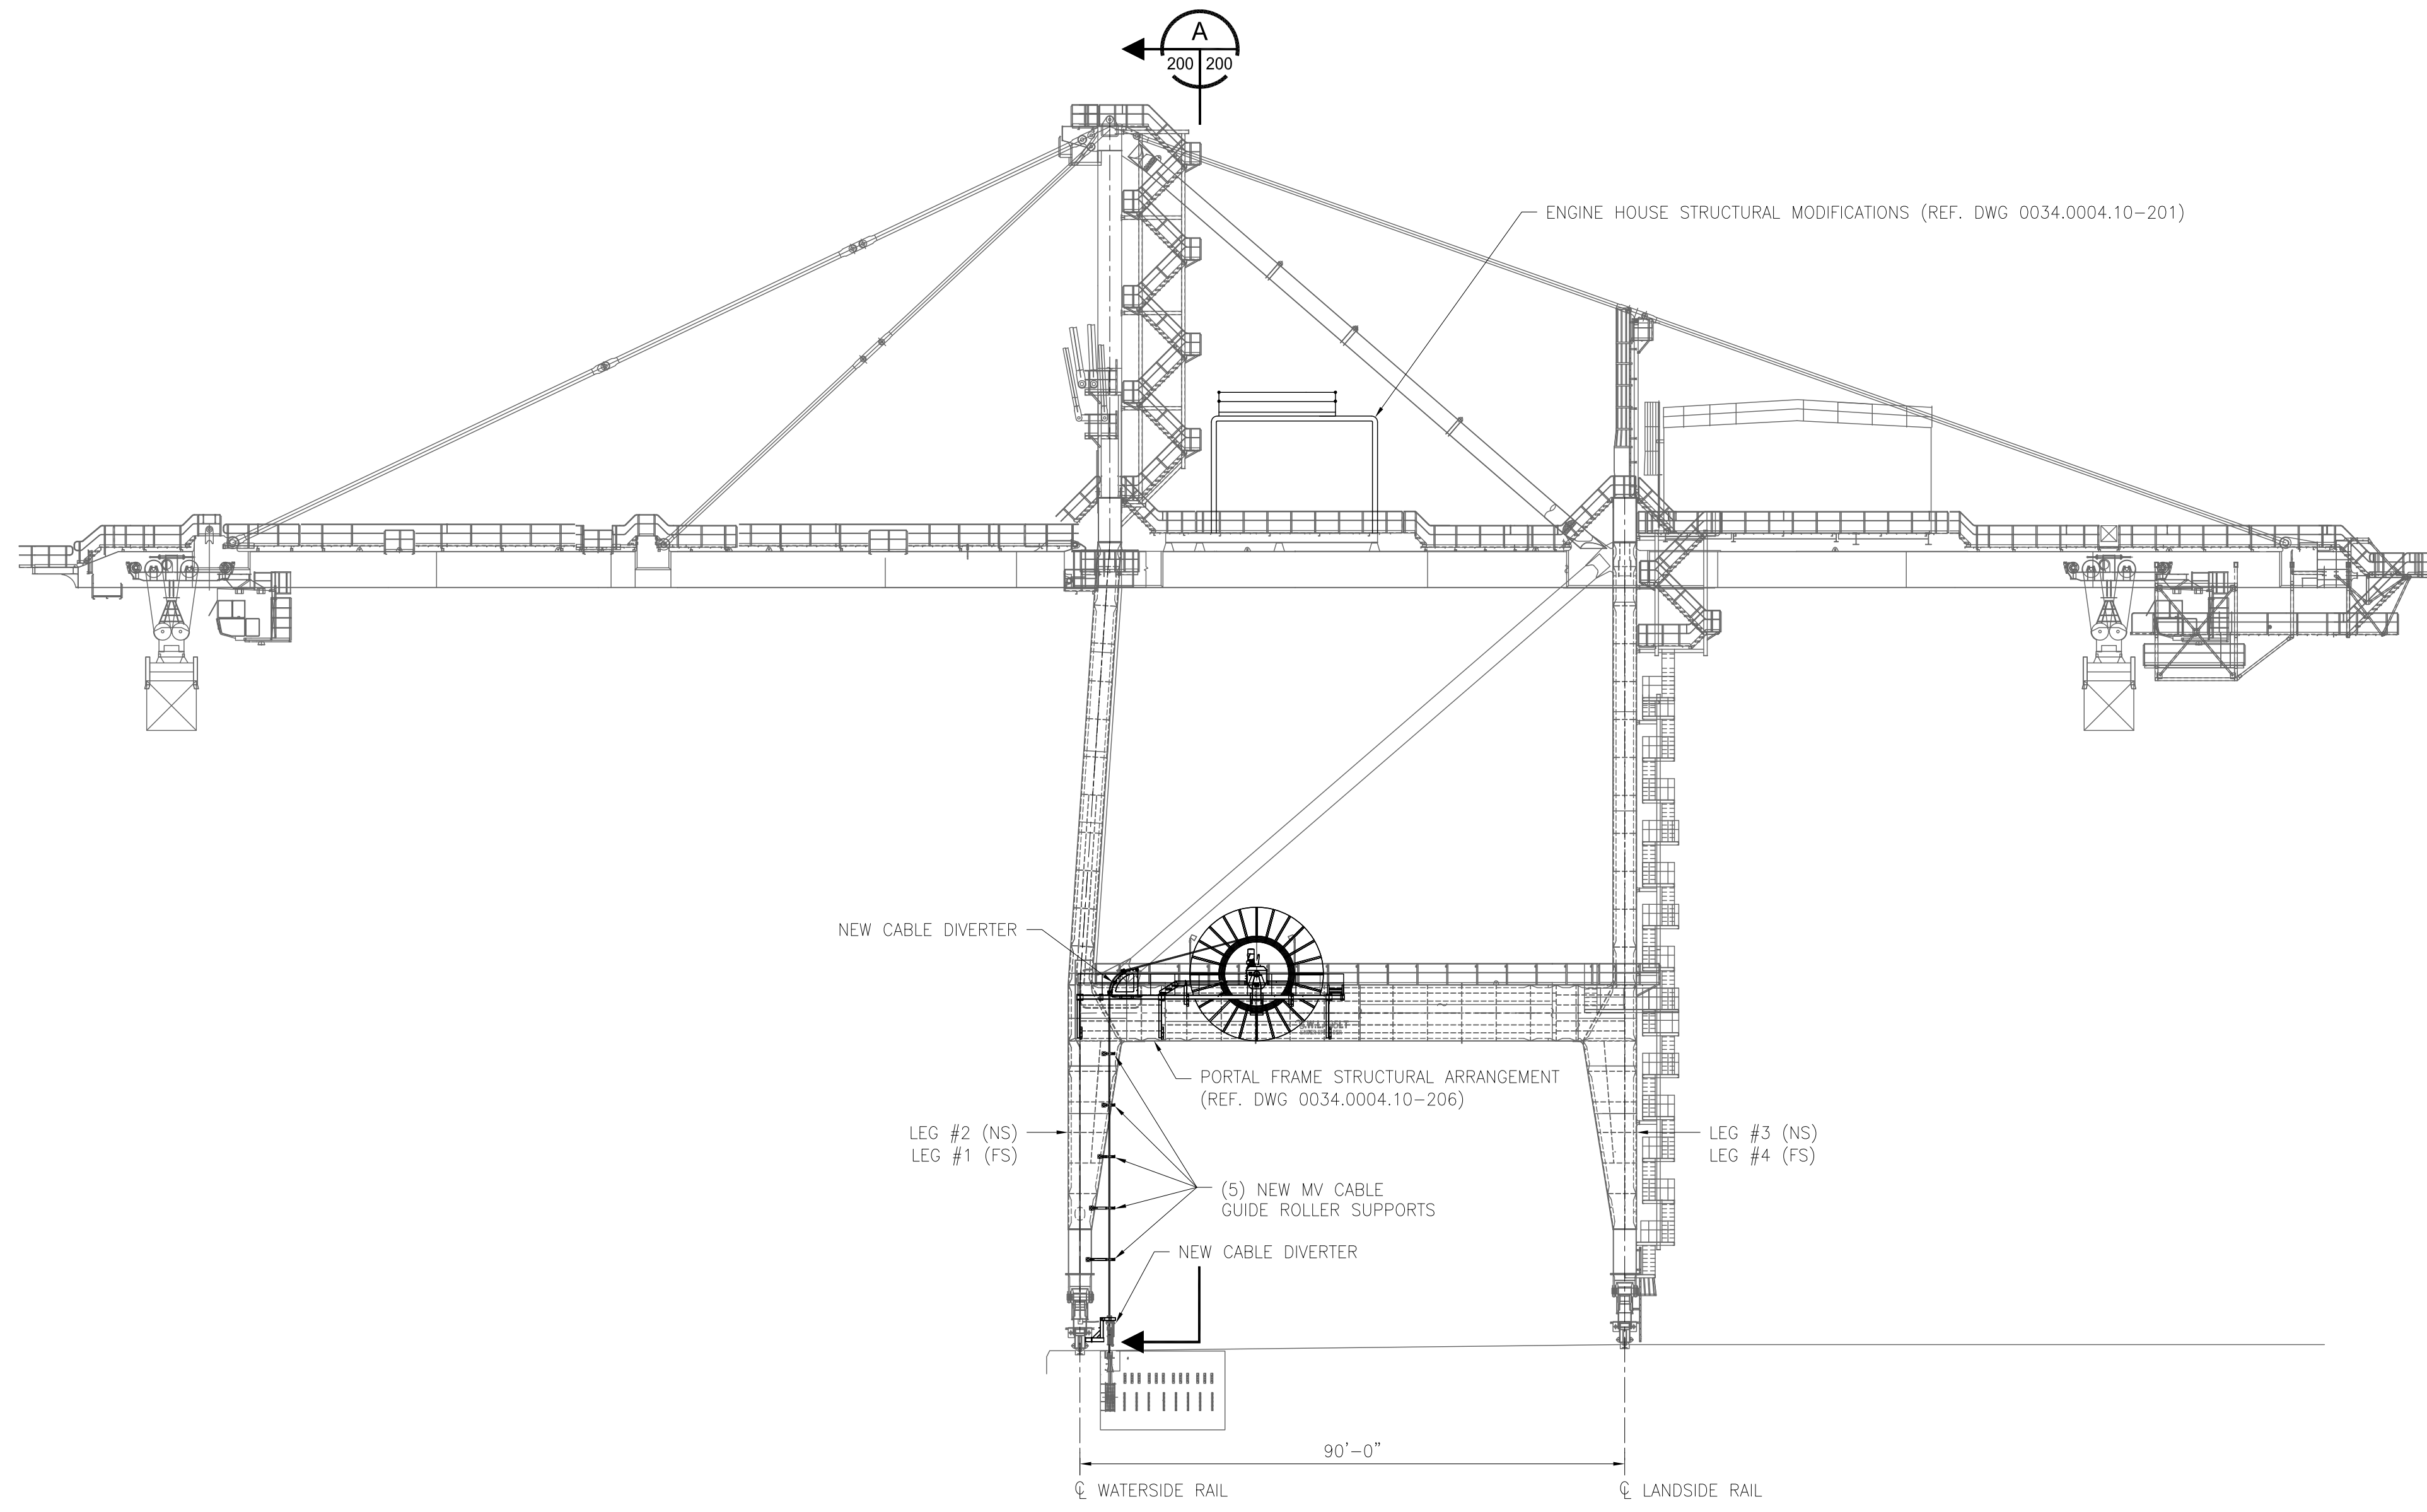 A
200 200
ENGINE HOUSE STRUCTURAL MODIFICATIONS (REF. DWG 0034.0004.10-201)
NEW CABLE DIVERTER
PORTAL FRAME STRUCTURAL ARRANGEMENT
(REF. DWG 0034.0004.10-206)
LEG #2 (NS)
LEG #1 (FS)
LEG #3 (NS)
LEG #4 (FS)
(5) NEW MV CABLE
GUIDE ROLLER SUPPORTS
NEW CABLE DIVERTER
90'-0"
℄ WATERSIDE RAIL
℄ LANDSIDE RAIL